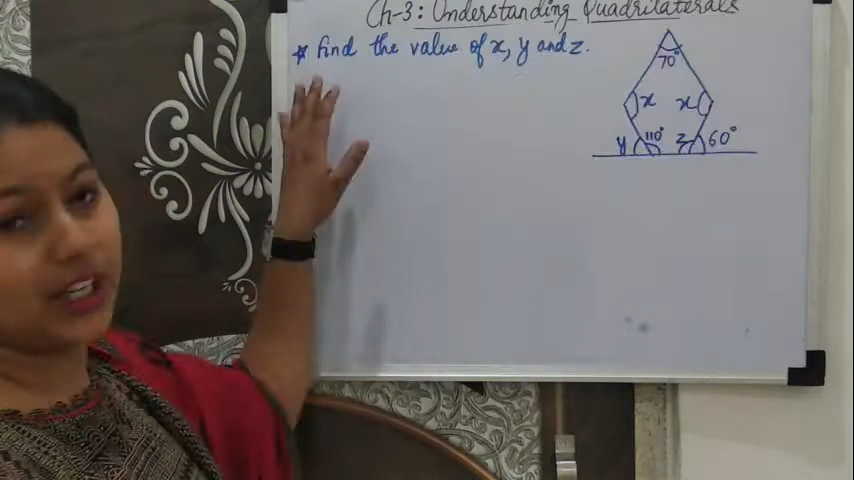 Ch-3: Understanding Quadrilaterals
* Find the value of x, y and z.
70°
x x
y 110° z 60°